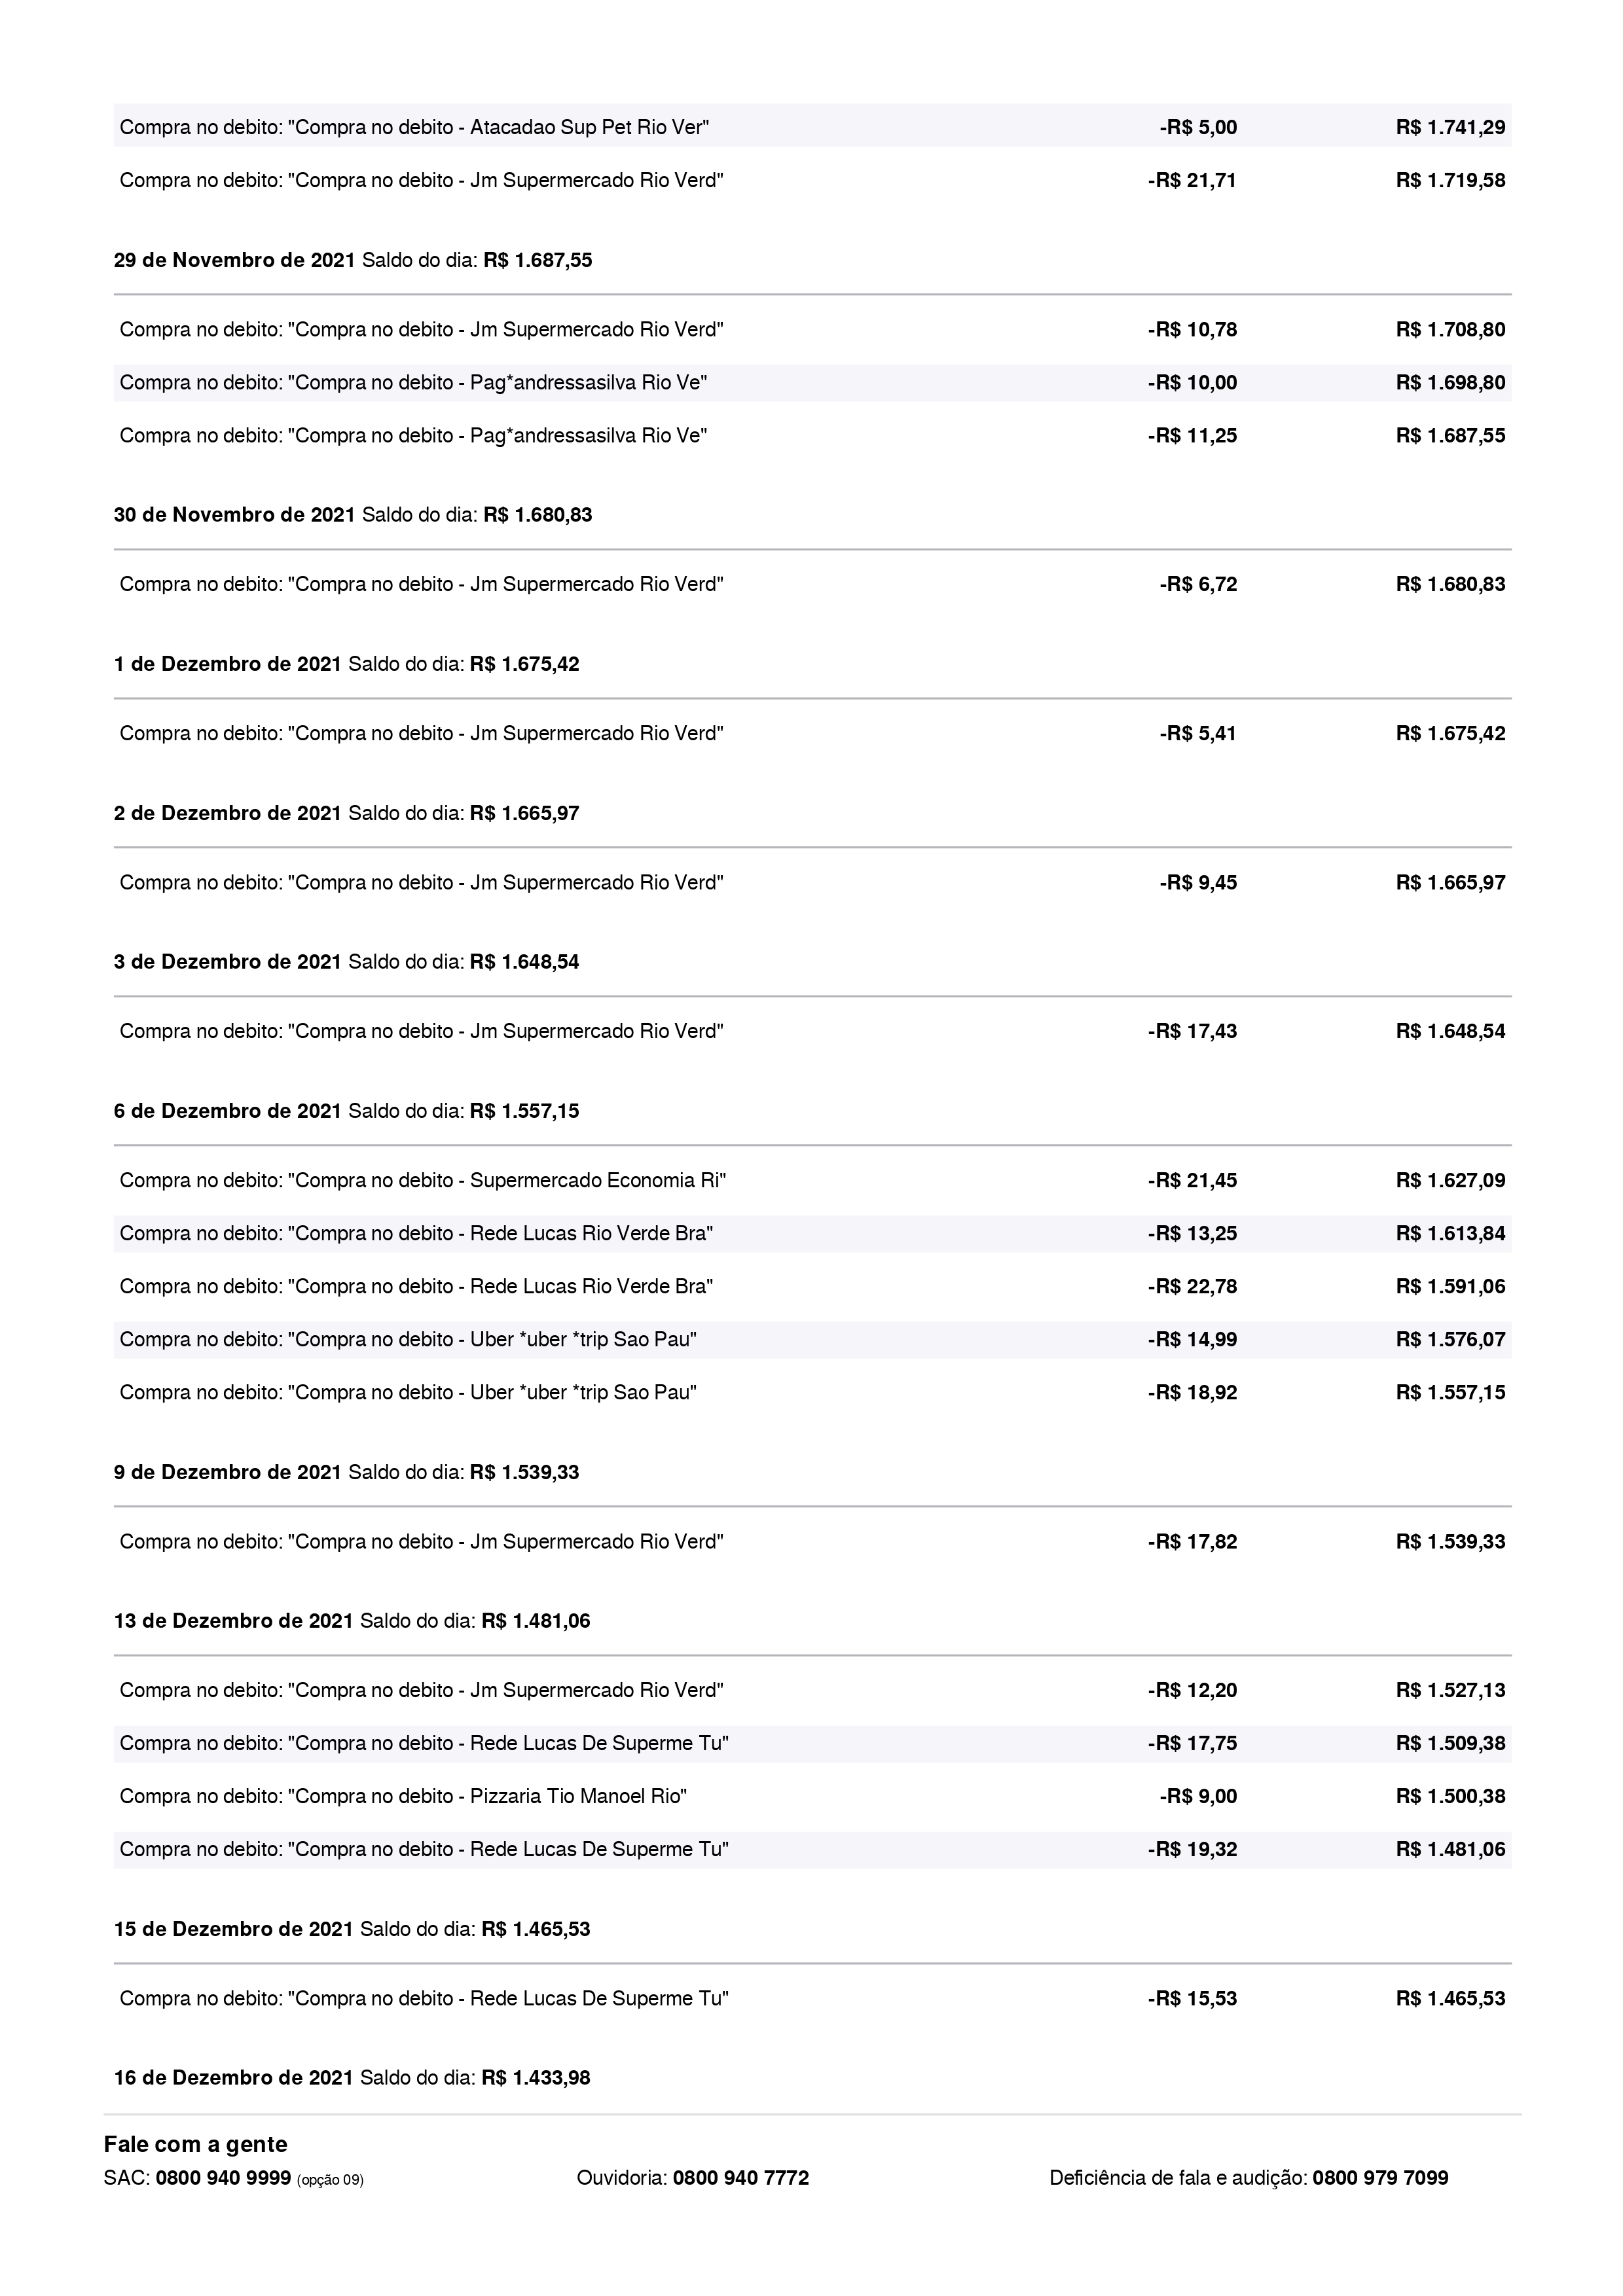 Compra no debito: "Compra no debito - Atacadao Sup Pet Rio Ver" -R$ 5,00 R$ 1.741,29
Compra no debito: "Compra no debito - Jm Supermercado Rio Verd" -R$ 21,71 R$ 1.719,58
29 de Novembro de 2021 Saldo do dia: R$ 1.687,55
Compra no debito: "Compra no debito - Jm Supermercado Rio Verd" -R$ 10,78 R$ 1.708,80
Compra no debito: "Compra no debito - Pag*andressasilva Rio Ve" -R$ 10,00 R$ 1.698,80
Compra no debito: "Compra no debito - Pag*andressasilva Rio Ve" -R$ 11,25 R$ 1.687,55
30 de Novembro de 2021 Saldo do dia: R$ 1.680,83
Compra no debito: "Compra no debito - Jm Supermercado Rio Verd" -R$ 6,72 R$ 1.680,83
1 de Dezembro de 2021 Saldo do dia: R$ 1.675,42
Compra no debito: "Compra no debito - Jm Supermercado Rio Verd" -R$ 5,41 R$ 1.675,42
2 de Dezembro de 2021 Saldo do dia: R$ 1.665,97
Compra no debito: "Compra no debito - Jm Supermercado Rio Verd" -R$ 9,45 R$ 1.665,97
3 de Dezembro de 2021 Saldo do dia: R$ 1.648,54
Compra no debito: "Compra no debito - Jm Supermercado Rio Verd" -R$ 17,43 R$ 1.648,54
6 de Dezembro de 2021 Saldo do dia: R$ 1.557,15
Compra no debito: "Compra no debito - Supermercado Economia Ri" -R$ 21,45 R$ 1.627,09
Compra no debito: "Compra no debito - Rede Lucas Rio Verde Bra" -R$ 13,25 R$ 1.613,84
Compra no debito: "Compra no debito - Rede Lucas Rio Verde Bra" -R$ 22,78 R$ 1.591,06
Compra no debito: "Compra no debito - Uber *uber *trip Sao Pau" -R$ 14,99 R$ 1.576,07
Compra no debito: "Compra no debito - Uber *uber *trip Sao Pau" -R$ 18,92 R$ 1.557,15
9 de Dezembro de 2021 Saldo do dia: R$ 1.539,33
Compra no debito: "Compra no debito - Jm Supermercado Rio Verd" -R$ 17,82 R$ 1.539,33
13 de Dezembro de 2021 Saldo do dia: R$ 1.481,06
Compra no debito: "Compra no debito - Jm Supermercado Rio Verd" -R$ 12,20 R$ 1.527,13
Compra no debito: "Compra no debito - Rede Lucas De Superme Tu" -R$ 17,75 R$ 1.509,38
Compra no debito: "Compra no debito - Pizzaria Tio Manoel Rio" -R$ 9,00 R$ 1.500,38
Compra no debito: "Compra no debito - Rede Lucas De Superme Tu" -R$ 19,32 R$ 1.481,06
15 de Dezembro de 2021 Saldo do dia: R$ 1.465,53
Compra no debito: "Compra no debito - Rede Lucas De Superme Tu" -R$ 15,53 R$ 1.465,53
16 de Dezembro de 2021 Saldo do dia: R$ 1.433,98
Fale com a gente
SAC: 0800 940 9999 (opção 09) Ouvidoria: 0800 940 7772 Deficiência de fala e audição: 0800 979 7099